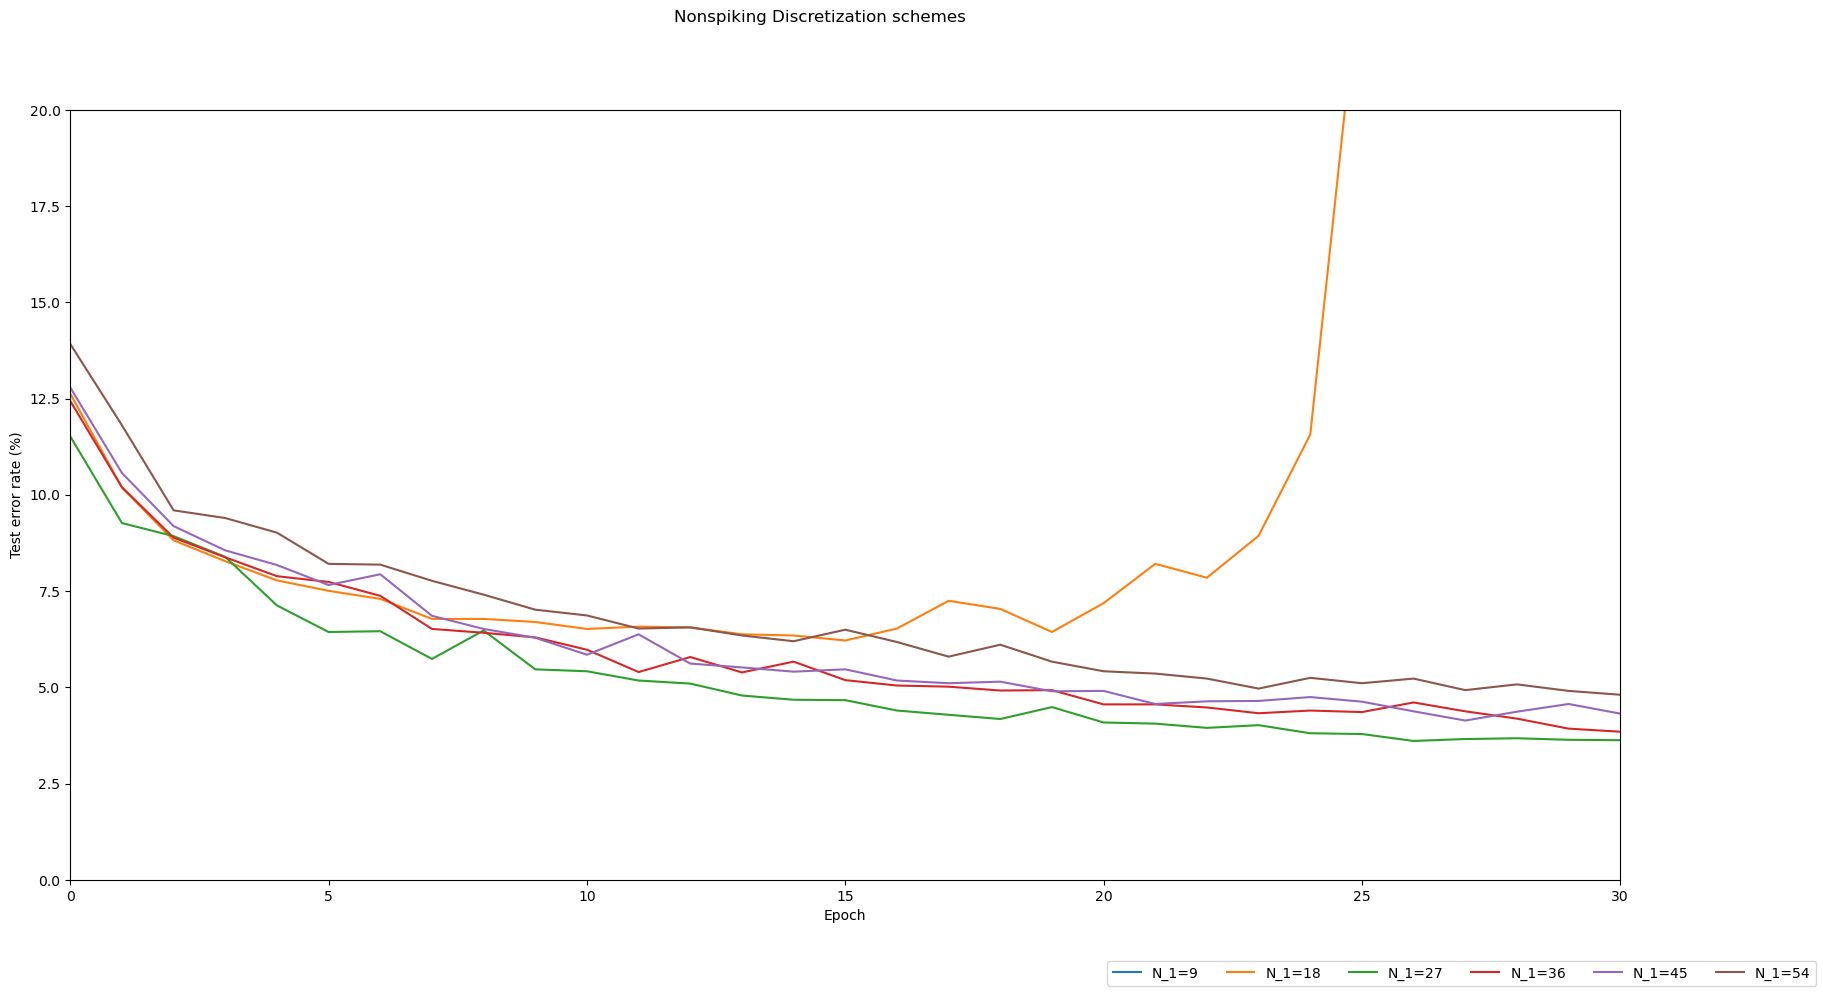 Nonspiking Discretization schemes
20.0
17.5
15.0
12.5
10.0
7.5
5.0
2.5
0.0
Test error rate (%)
0 5 10 15 20 25 30
Epoch
N_1=9 N_1=18 N_1=27 N_1=36 N_1=45 N_1=54